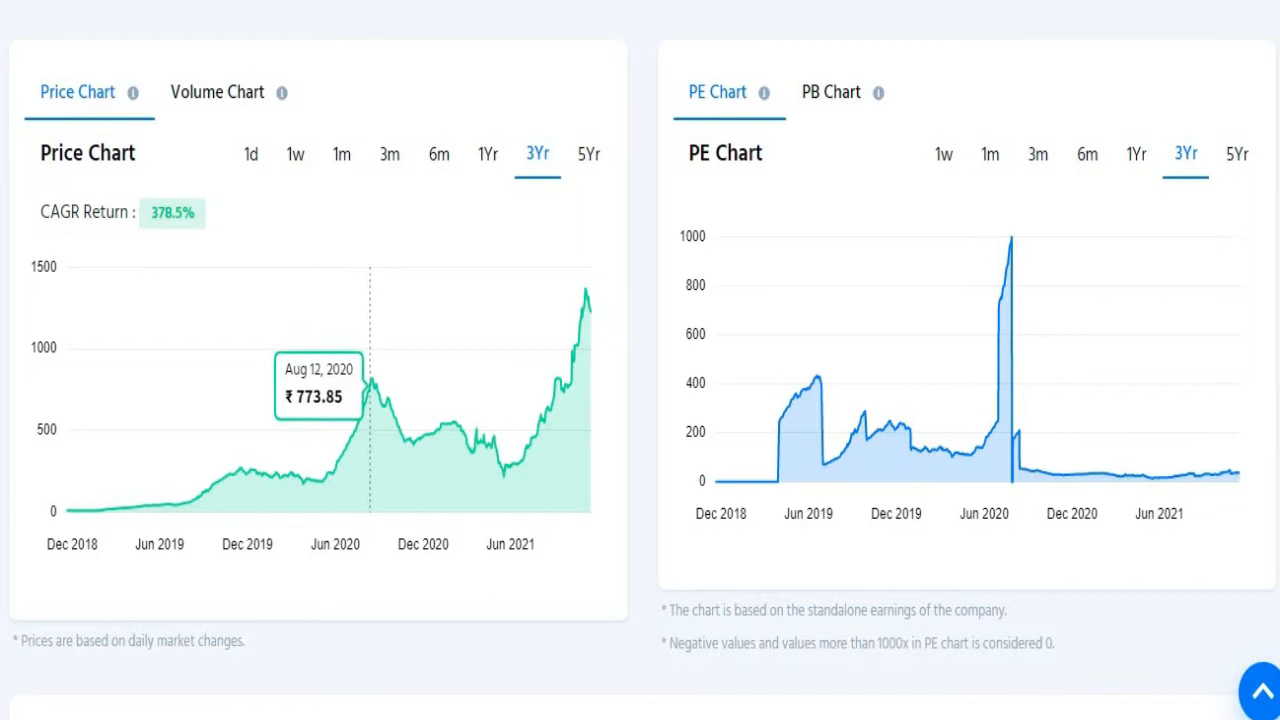 Price Chart
Volume Chart
Price Chart
1d 1w 1m 3m 6m 1Yr 3Yr 5Yr
CAGR Return : 378.5%
1500
1000
500
0
Aug 12, 2020
₹ 773.85
Dec 2018 Jun 2019 Dec 2019 Jun 2020 Dec 2020 Jun 2021
* Prices are based on daily market changes.
PE Chart
PB Chart
PE Chart
1w 1m 3m 6m 1Yr 3Yr 5Yr
1000
800
600
400
200
0
Dec 2018 Jun 2019 Dec 2019 Jun 2020 Dec 2020 Jun 2021
* The chart is based on the standalone earnings of the company.
* Negative values and values more than 1000x in PE chart is considered 0.